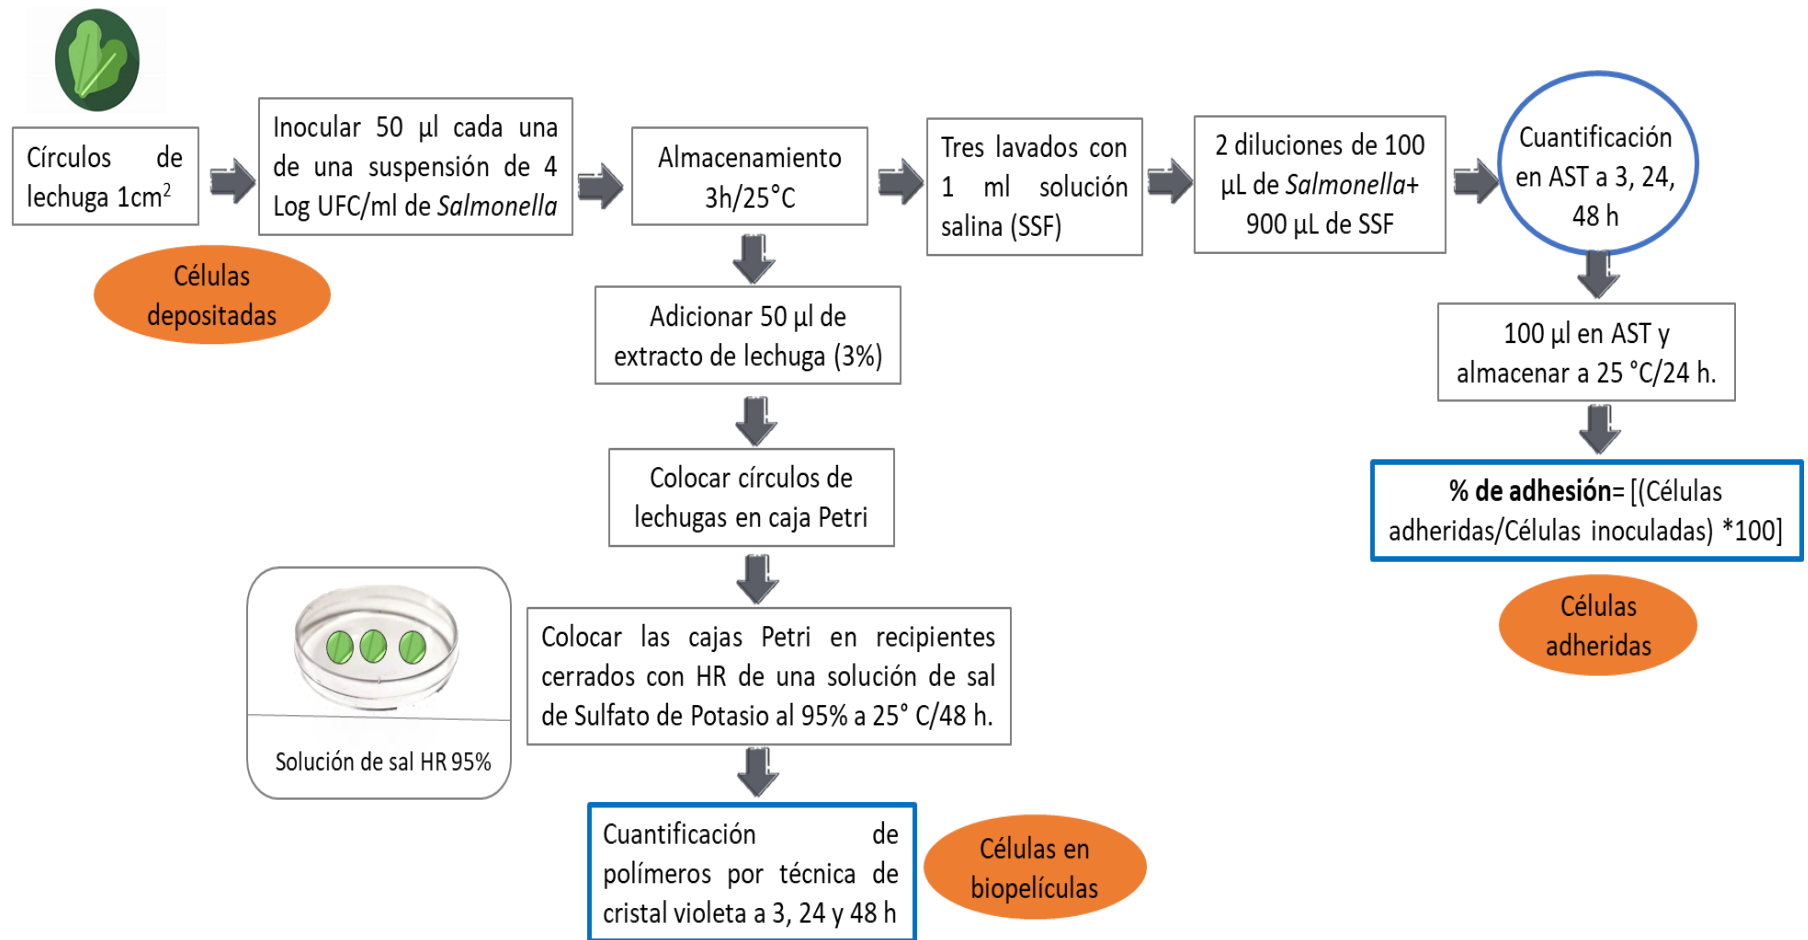 Círculos de
lechuga 1cm²
Inocular 50 µl cada una
de una suspensión de 4
Log UFC/ml de Salmonella
Almacenamiento
3h/25°C
Tres lavados con
1 ml solución
salina (SSF)
2 diluciones de 100
µL de Salmonella+
900 µL de SSF
Cuantificación
en AST a 3, 24,
48 h
Células
depositadas
Adicionar 50 µl de
extracto de lechuga (3%)
100 µl en AST y
almacenar a 25 °C/24 h.
Colocar círculos de
lechugas en caja Petri
% de adhesión= [(Células
adheridas/Células inoculadas) *100]
Células
adheridas
Colocar las cajas Petri en recipientes
cerrados con HR de una solución de sal
de Sulfato de Potasio al 95% a 25° C/48 h.
Solución de sal HR 95%
Cuantificación de
polímeros por técnica de
cristal violeta a 3, 24 y 48 h
Células en
biopelículas